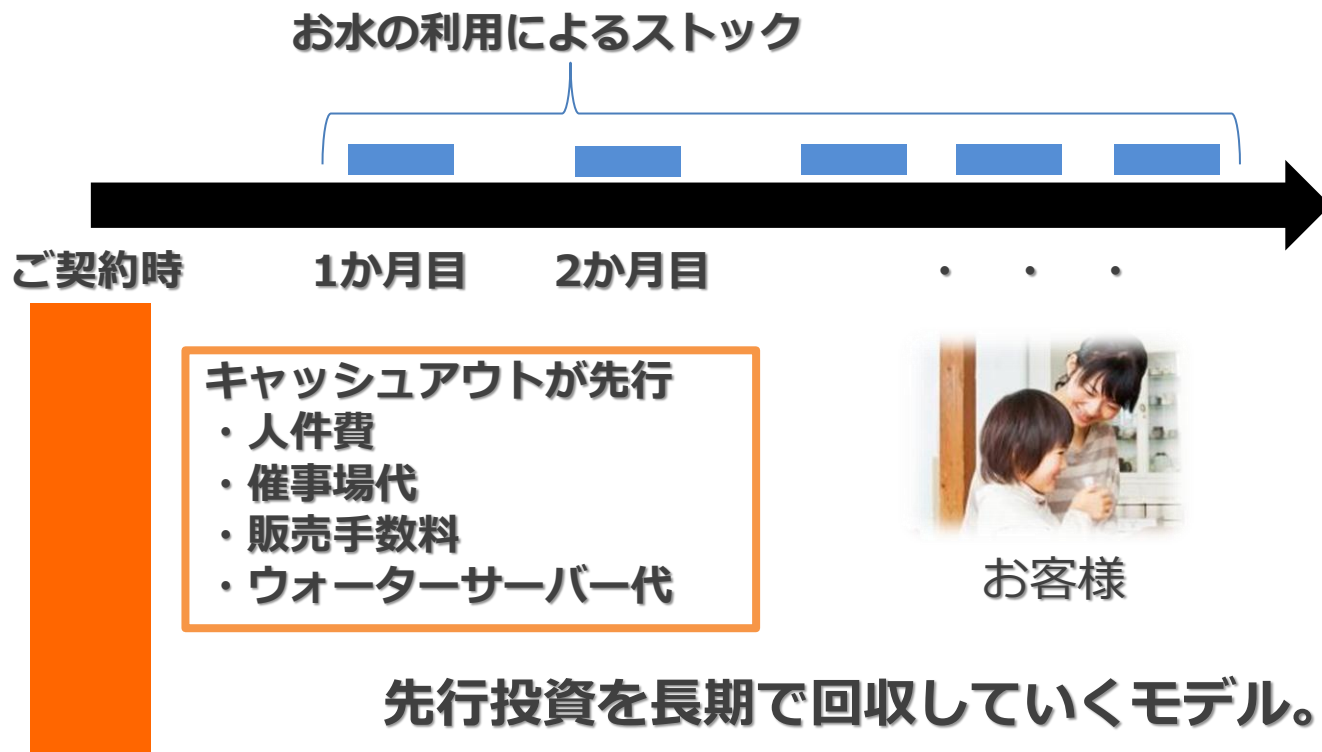 お水の利用によるストック
ご契約時 1か月目 2か月目 ・ ・ ・
キャッシュアウトが先行
・人件費
・催事場代
・販売手数料
・ウォーターサーバー代
お客様
先行投資を長期で回収していくモデル。